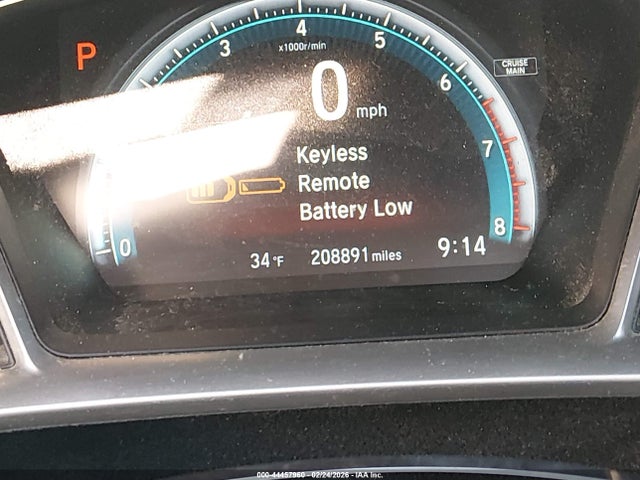 P
3
4
5
x1000r/min
6
CRUISE
MAIN
0
mph
7
Keyless
Remote
Battery Low
8
0
34°F 208891 miles 9:14
000-44457960 - 02/24/2026 - IAA Inc.